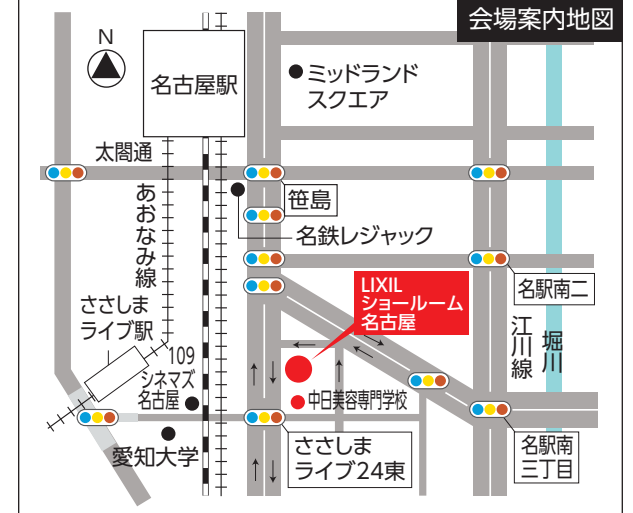 会場案内地図
N
名古屋駅
ミッドランド
スクエア
太閤通
あおなみ線
笹島
名鉄レジャック
名駅南二
LIXIL
ショールーム
名古屋
江川線
堀川
ささしま
ライブ駅
109
シネマズ
名古屋
中日美容専門学校
愛知大学
ささしま
ライブ24東
名駅南
三丁目